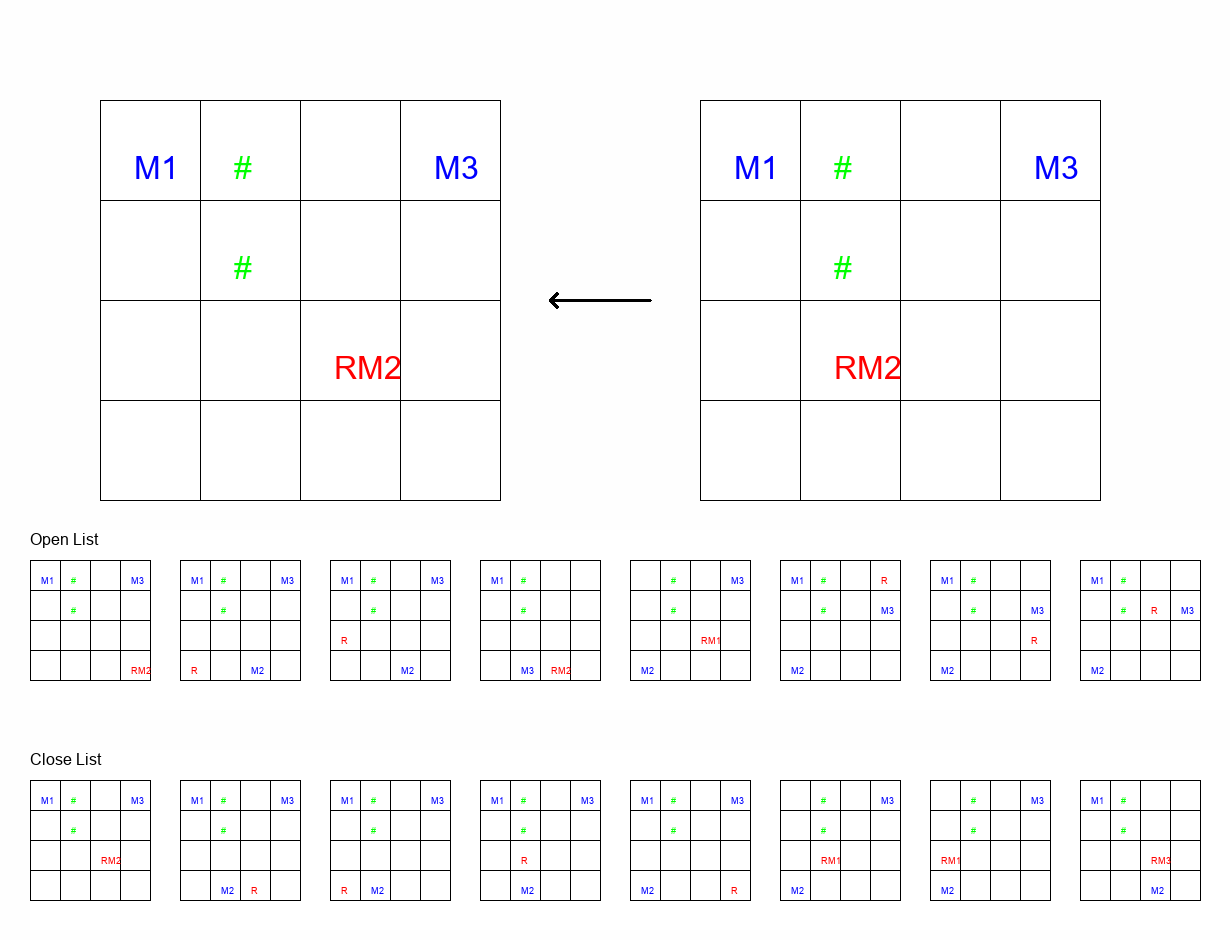 M1 # M3 M1 # M3
# #
RM2 RM2
Open List
M1 # M3 M1 # M3 M1 # M3 M1 # # M3 M1 # R M1 # M1 #
# # # # # # M3 # M3 # R M3
R RM1 R
RM2 R M2 M2 M3 RM2 M2 M2 M2 M2
Close List
M1 # M3 M1 # M3 M1 # M3 M1 # M3 M1 # M3 # M3 # M3 M1 #
# # # # # # # #
RM2 R RM1 RM1 RM3
M2 R R M2 M2 M2 R M2 M2 M2